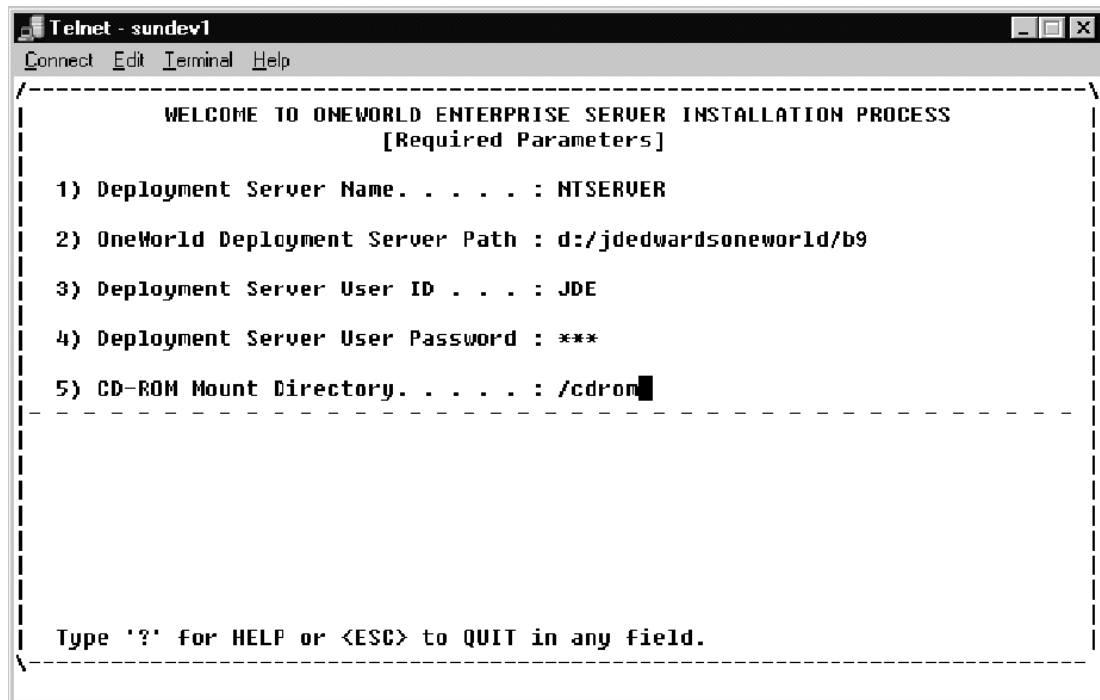 Telnet - sundev1
Connect Edit Terminal Help
WELCOME TO ONEWORLD ENTERPRISE SERVER INSTALLATION PROCESS
[Required Parameters]
1) Deployment Server Name. . . . . : NTSERVER
2) OneWorld Deployment Server Path : d:/jdedwardsoneworld/b9
3) Deployment Server User ID . . . : JDE
4) Deployment Server User Password : ***
5) CD-ROM Mount Directory. . . . . : /cdrom
Type '?' for HELP or <ESC> to QUIT in any field.